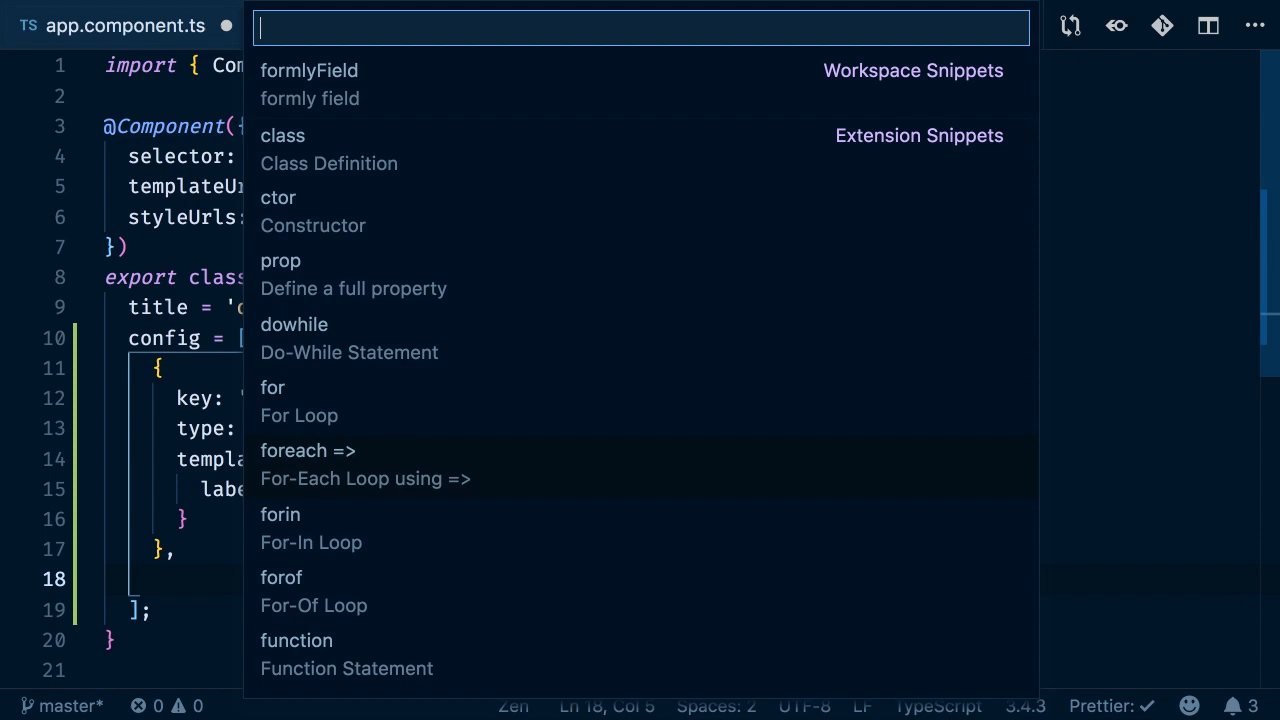 TS app.component.ts
1 import { Com
2
3 @Component({
4 selector:
5 templateUr
6 styleUrls:
7 })
8 export class
9 title = '
10 config = [
11 {
12 key: '
13 type:
14 templa
15 labe
16 }
17 },
18
19 ];
20 }
21
formlyField Workspace Snippets
formly field
class Extension Snippets
Class Definition
ctor
Constructor
prop
Define a full property
dowhile
Do-While Statement
for
For Loop
foreach =>
For-Each Loop using =>
forin
For-In Loop
forof
For-Of Loop
function
Function Statement
master* 0 0 Zen Ln 18, Col 5 Spaces: 2 UTF-8 LF TypeScript 3.4.3 Prettier: ✓ 3